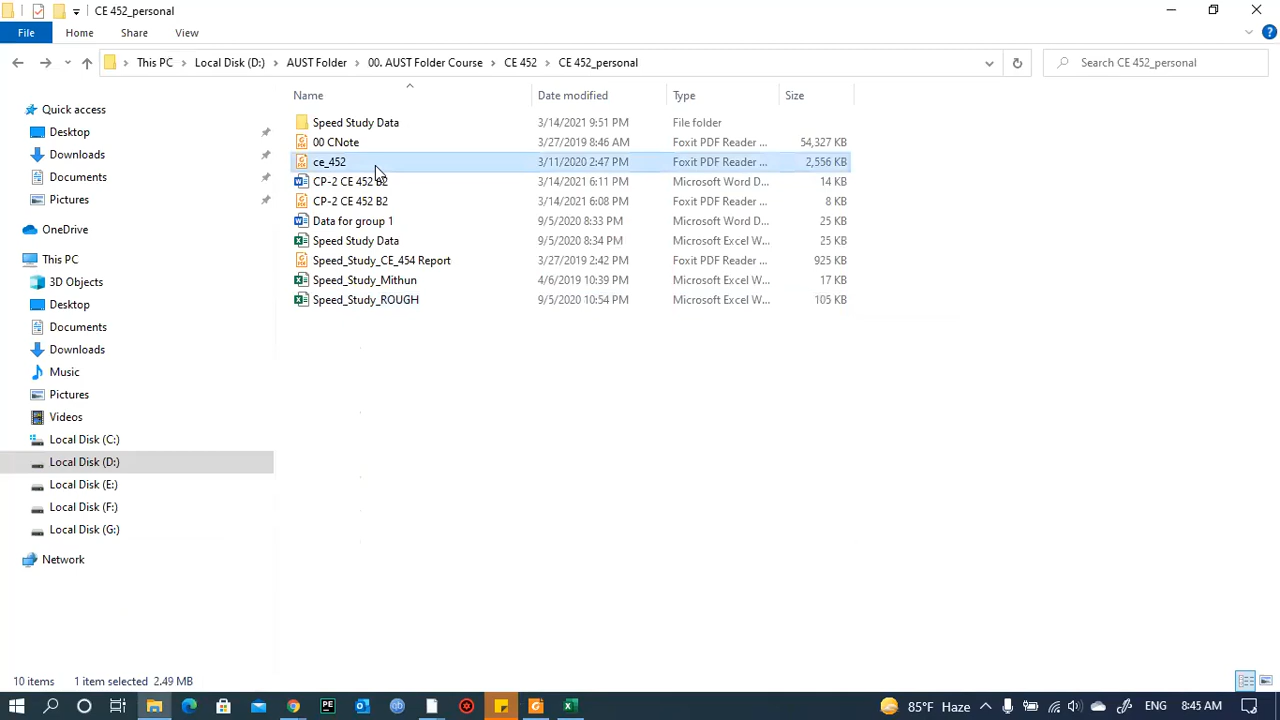 CE 452_personal
File Home Share View
This PC Local Disk (D:) AUST Folder 00. AUST Folder Course CE 452 CE 452_personal Search CE 452_personal
Name Date modified Type Size
Quick access
Desktop
Downloads
Documents
Pictures
OneDrive
This PC
3D Objects
Desktop
Documents
Downloads
Music
Pictures
Videos
Local Disk (C:)
Local Disk (D:)
Local Disk (E:)
Local Disk (F:)
Local Disk (G:)
Network
Speed Study Data 3/14/2021 9:51 PM File folder
00 CNote 3/27/2019 8:46 AM Foxit PDF Reader ... 54,327 KB
ce_452 3/11/2020 2:47 PM Foxit PDF Reader ... 2,556 KB
CP-2 CE 452 B2 3/14/2021 6:11 PM Microsoft Word D... 14 KB
CP-2 CE 452 B2 3/14/2021 6:08 PM Foxit PDF Reader ... 8 KB
Data for group 1 9/5/2020 8:33 PM Microsoft Word D... 25 KB
Speed Study Data 9/5/2020 8:34 PM Microsoft Excel W... 25 KB
Speed_Study_CE_454 Report 3/27/2019 2:42 PM Foxit PDF Reader ... 925 KB
Speed_Study_Mithun 4/6/2019 10:39 PM Microsoft Excel W... 17 KB
Speed_Study_ROUGH 9/5/2020 10:54 PM Microsoft Excel W... 105 KB
10 items 1 item selected 2.49 MB
85°F Haze ENG 8:45 AM